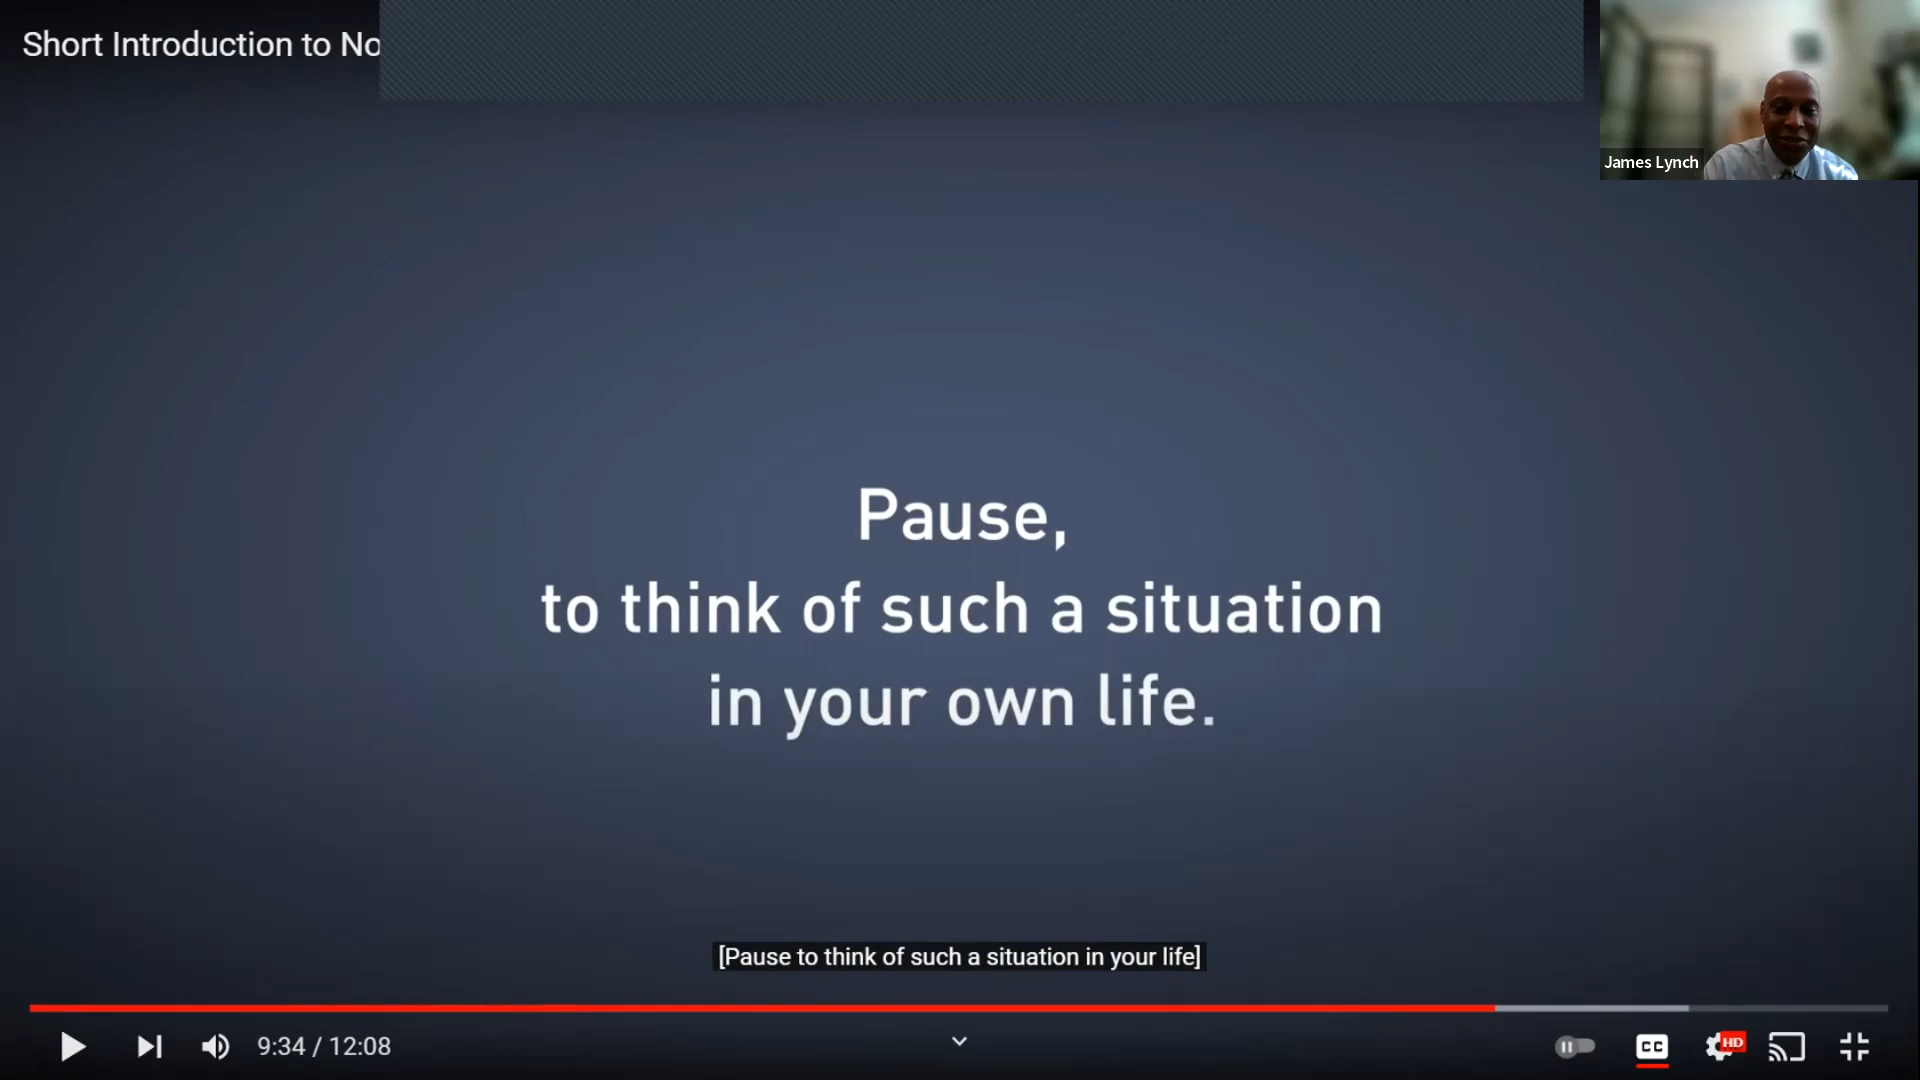 Short Introduction to No
James Lynch
Pause,
to think of such a situation
in your own life.
[Pause to think of such a situation in your life]
9:34 / 12:08
CC
HD